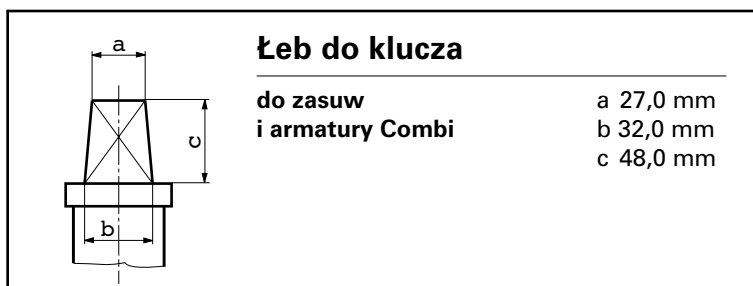 a
c
b
Łeb do klucza
do zasuw a 27,0 mm
i armatury Combi b 32,0 mm
c 48,0 mm